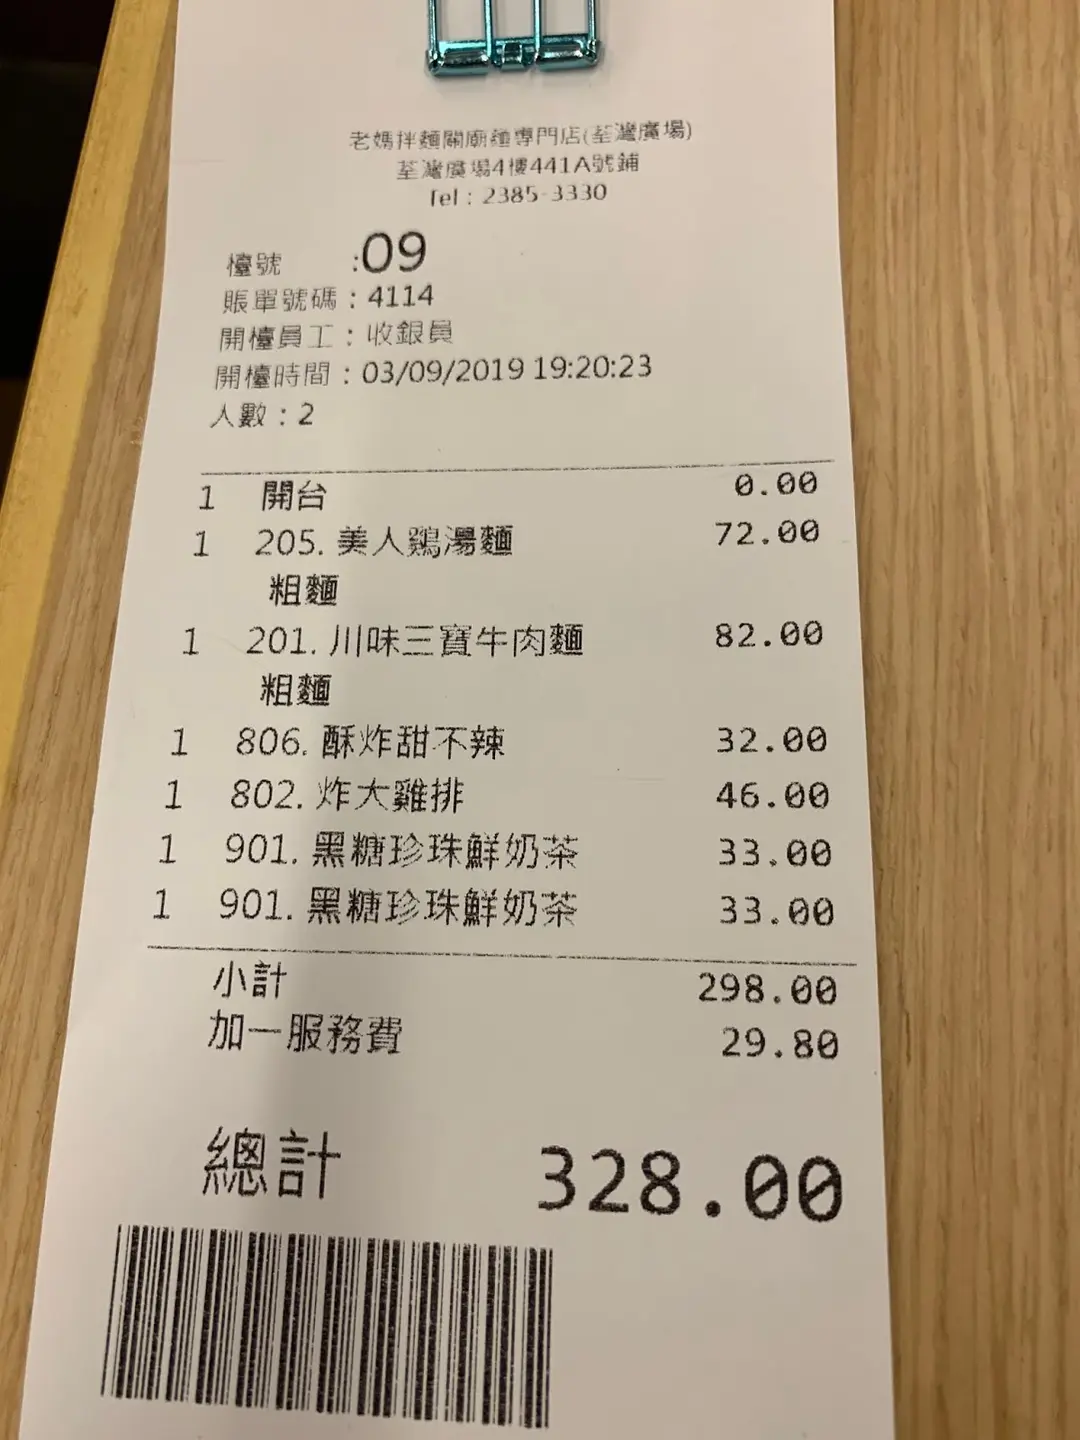 老媽拌麵關廟麵專門店(荃灣廣場)
荃灣廣場4樓441A號鋪
Tel : 2385-3330
檯號 :09
賬單號碼 : 4114
開檯員工 : 收銀員
開檯時間 : 03/09/2019 19:20:23
人數 : 2
1 開台 0.00
1 205. 美人鷄湯麵 72.00
粗麵
1 201. 川味三寶牛肉麵 82.00
粗麵
1 806. 酥炸甜不辣 32.00
1 802. 炸大雞排 46.00
1 901. 黑糖珍珠鮮奶茶 33.00
1 901. 黑糖珍珠鮮奶茶 33.00
小計 298.00
加一服務費 29.80
總計 328.00